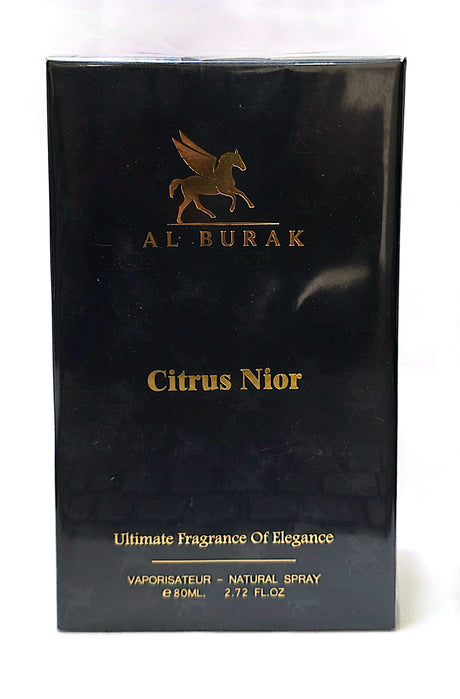 AL BURAK
Citrus Nior
Ultimate Fragrance Of Elegance
VAPORISATEUR – NATURAL SPRAY
℮80ML. 2.72 FL.OZ